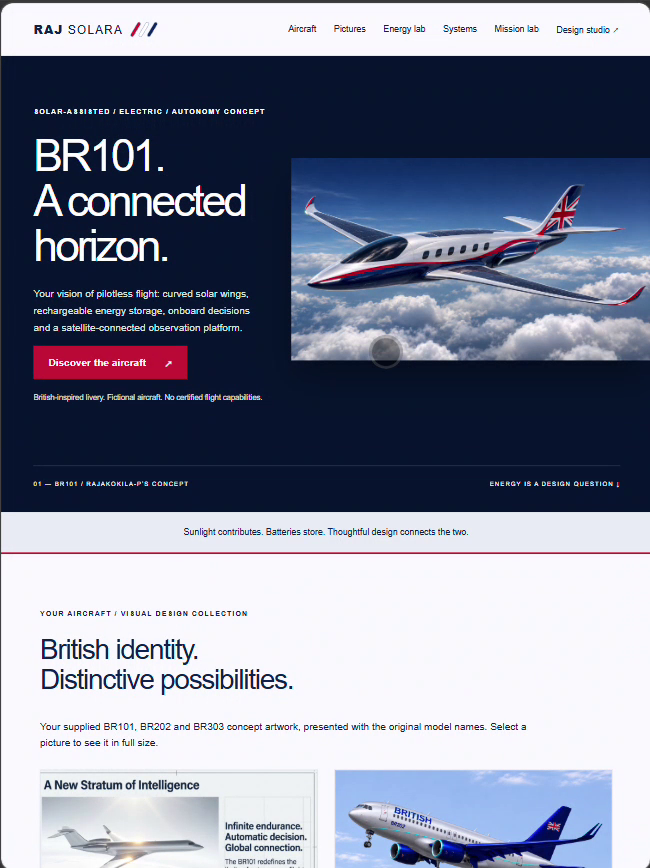 RAJ SOLARA
Aircraft Pictures Energy lab Systems Mission lab Design studio ↗
SOLAR-ASSISTED / ELECTRIC / AUTONOMY CONCEPT
BR101.
A connected
horizon.
Your vision of pilotless flight: curved solar wings,
rechargeable energy storage, onboard decisions
and a satellite-connected observation platform.
Discover the aircraft ↗
British-inspired livery. Fictional aircraft. No certified flight capabilities.
01 — BR101 / RAJAKOKILA-P'S CONCEPT
ENERGY IS A DESIGN QUESTION ↓
Sunlight contributes. Batteries store. Thoughtful design connects the two.
YOUR AIRCRAFT / VISUAL DESIGN COLLECTION
British identity.
Distinctive possibilities.
Your supplied BR101, BR202 and BR303 concept artwork, presented with the original model names. Select a
picture to see it in full size.
A New Stratum of Intelligence
Infinite endurance.
Automatic decision.
Global connection.
The BR101 redefines the
BRITISH